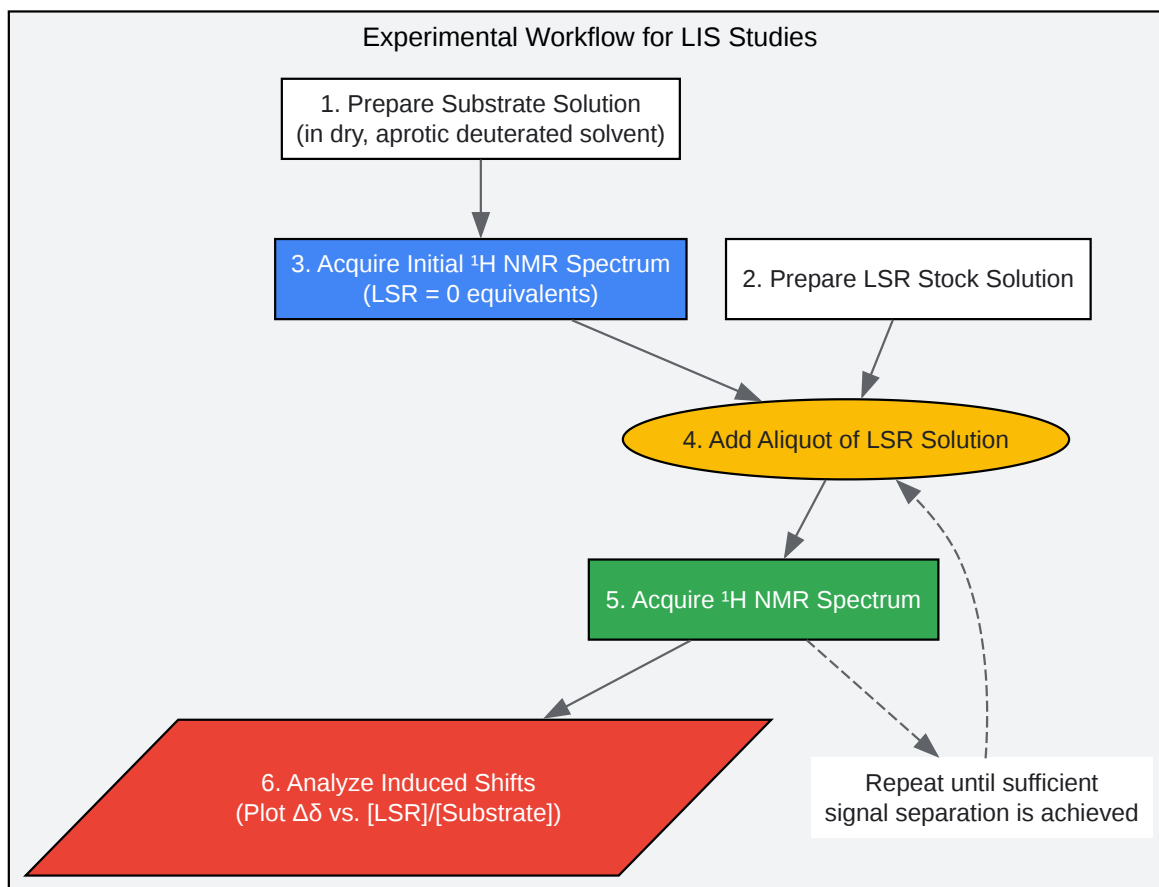 Experimental Workflow for LIS Studies
1. Prepare Substrate Solution
(in dry, aprotic deuterated solvent)
3. Acquire Initial ¹H NMR Spectrum
(LSR = 0 equivalents)
2. Prepare LSR Stock Solution
4. Add Aliquot of LSR Solution
5. Acquire ¹H NMR Spectrum
6. Analyze Induced Shifts
(Plot Δδ vs. [LSR]/[Substrate])
Repeat until sufficient
signal separation is achieved